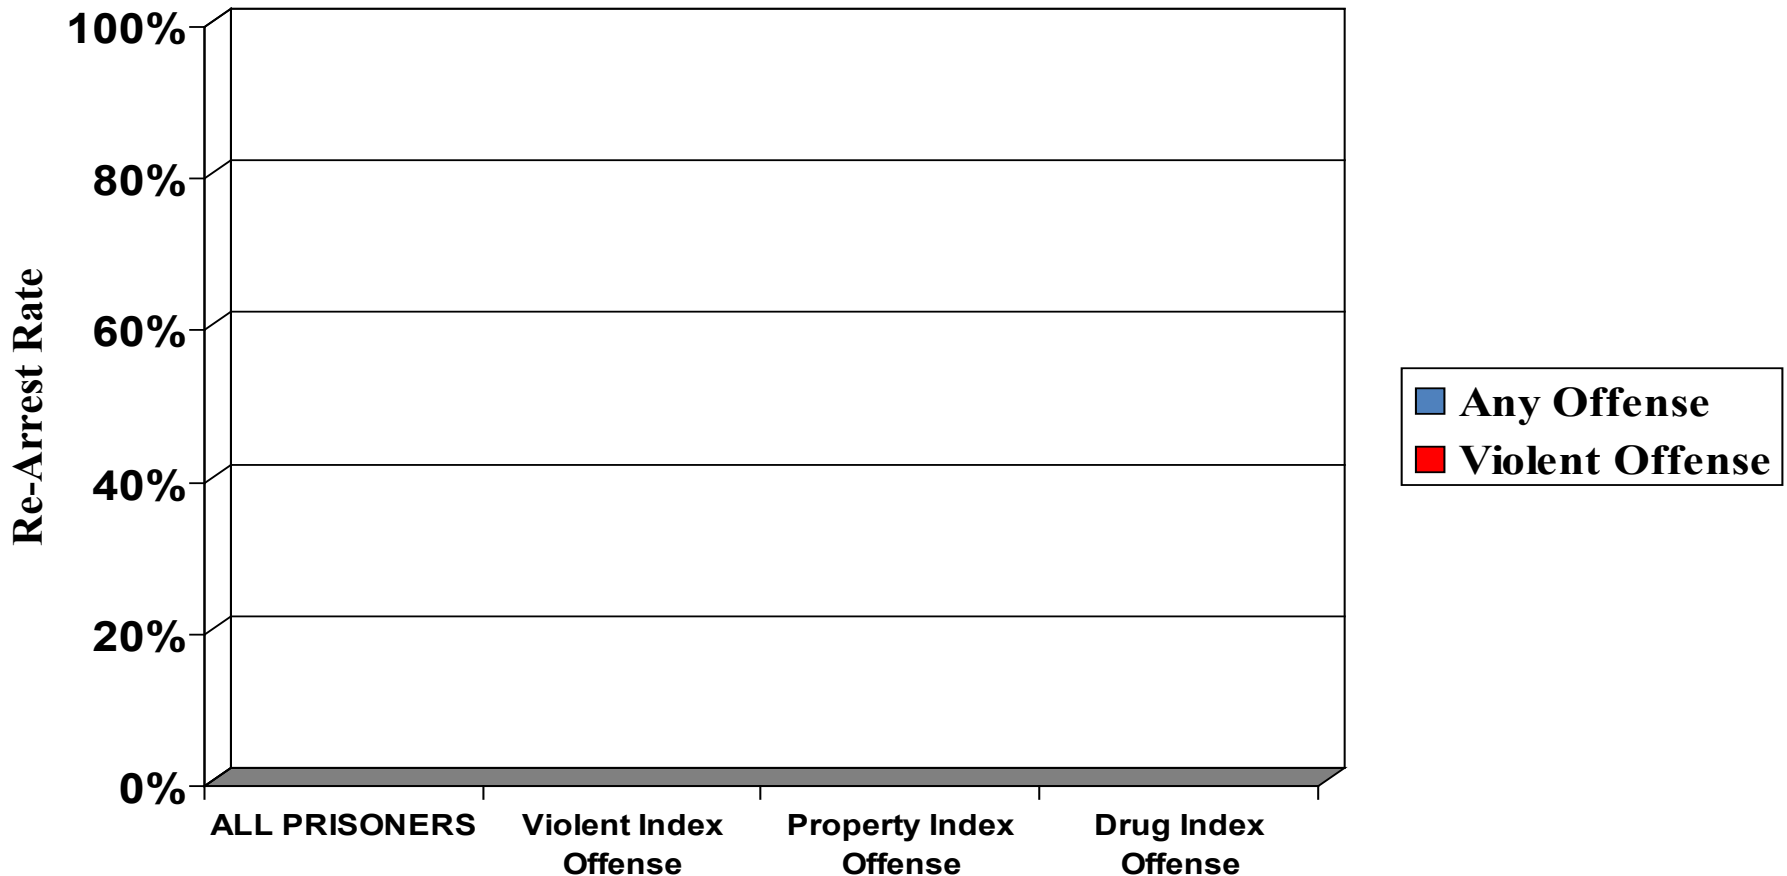 100%
80%
60%
40%
20%
0%
Re-Arrest Rate
ALL PRISONERS
Violent Index
Offense
Property Index
Offense
Drug Index
Offense
Any Offense
Violent Offense